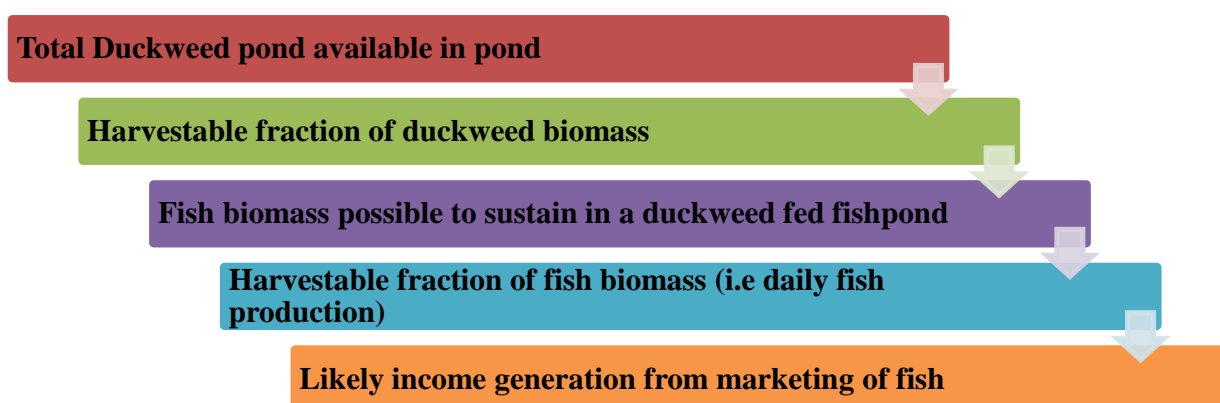 Total Duckweed pond available in pond
Harvestable fraction of duckweed biomass
Fish biomass possible to sustain in a duckweed fed fishpond
Harvestable fraction of fish biomass (i.e daily fish
production)
Likely income generation from marketing of fish